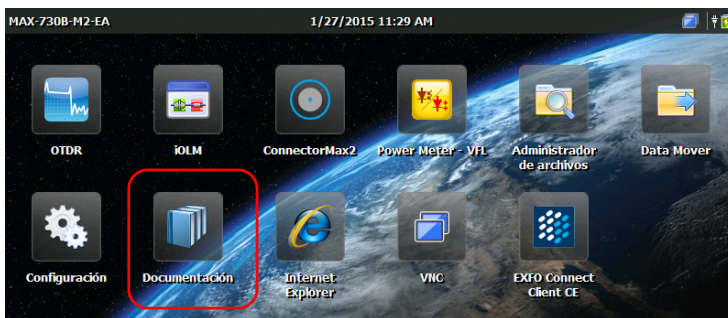 MAX-730B-M2-EA 1/27/2015 11:29 AM
OTDR iOLM ConnectorMax2 Power Meter - VFL Administrador Data Mover
de archivos
Configuración Documentación Internet VNC EXFO Connect
Explorer Client CE